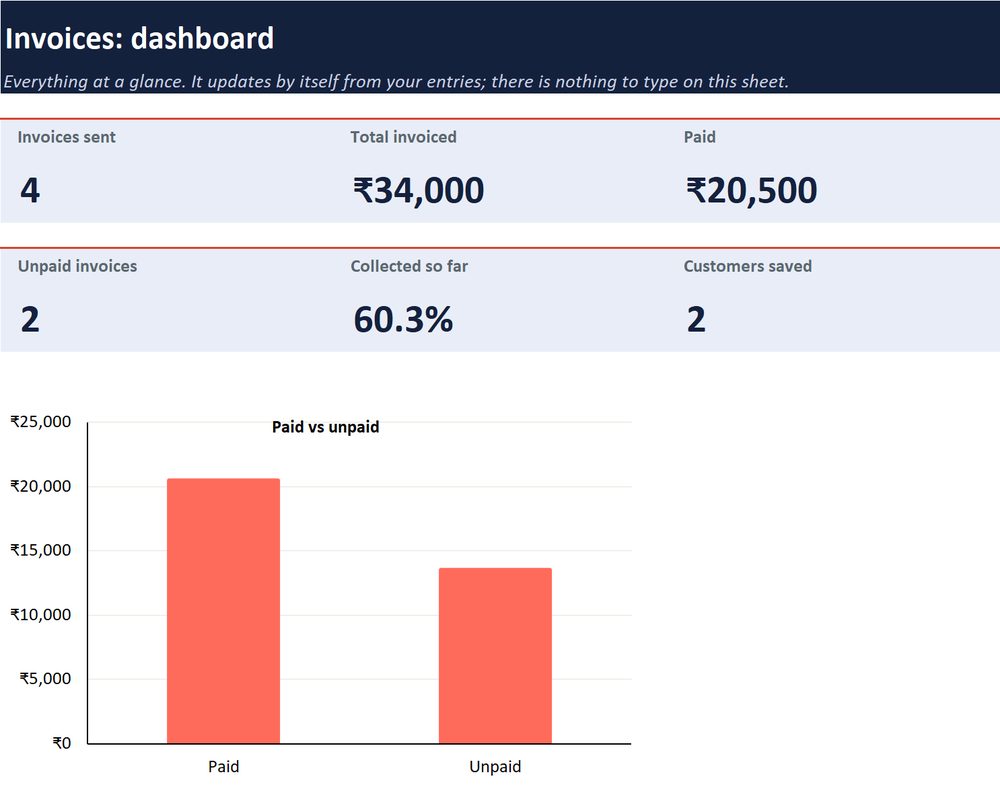 Invoices: dashboard
Everything at a glance. It updates by itself from your entries; there is nothing to type on this sheet.
Invoices sent Total invoiced Paid
4 ₹34,000 ₹20,500
Unpaid invoices Collected so far Customers saved
2 60.3% 2
Paid vs unpaid
₹25,000
₹20,000
₹15,000
₹10,000
₹5,000
₹0
Paid Unpaid